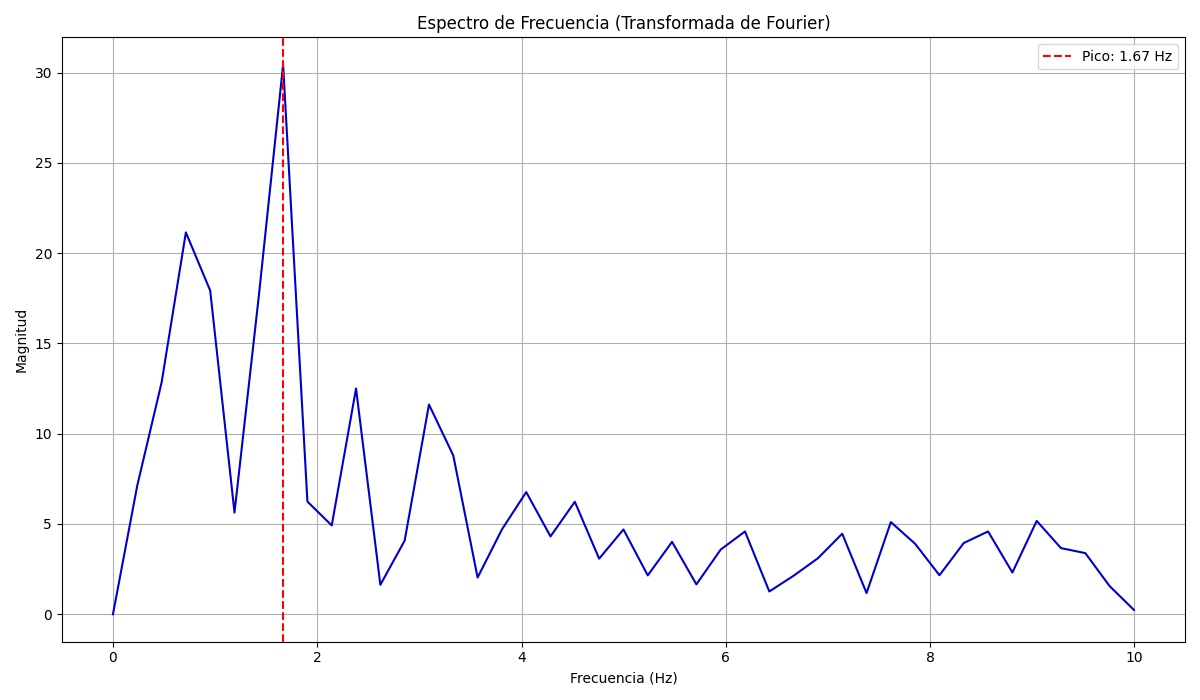 Espectro de Frecuencia (Transformada de Fourier)
Pico: 1.67 Hz
30
25
20
15
10
5
0
Magnitud
0 2 4 6 8 10
Frecuencia (Hz)